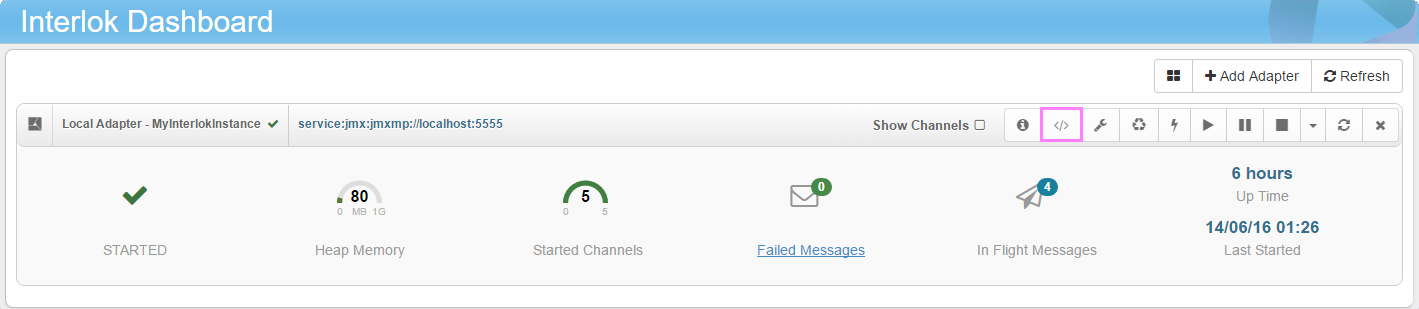 Interlok Dashboard
Add Adapter Refresh
Local Adapter - MyInterlokInstance service:jmx:jmxmp://localhost:5555 Show Channels
80 5 0 4 6 hours
0 MB 1G 0 5 Up Time
14/06/16 01:26
STARTED Heap Memory Started Channels Failed Messages In Flight Messages Last Started